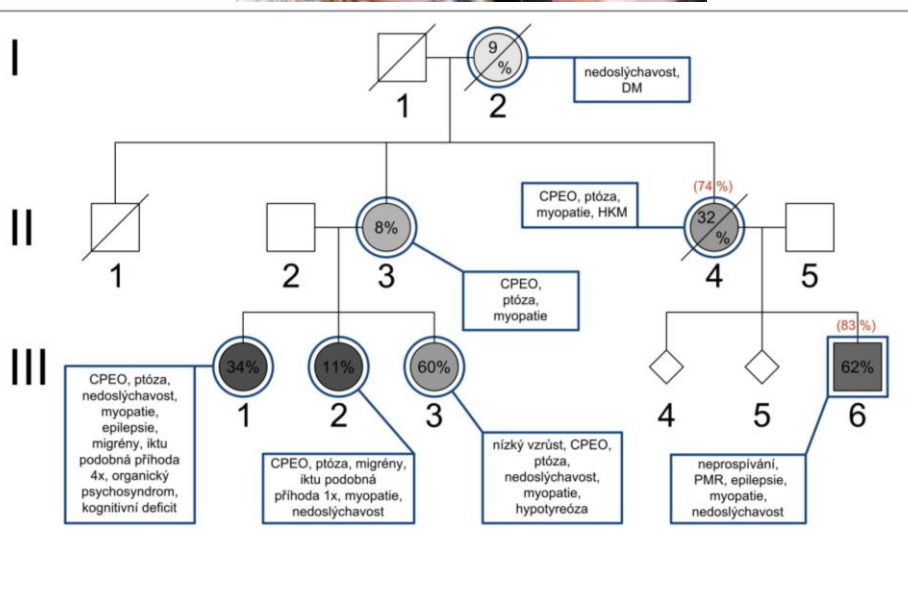 I
9
%
nedoslýchavost,
DM
1
2
(74 %)
CPEO, ptóza,
myopatie, HKM
II
8%
32
%
1
2
3
4
5
CPEO,
ptóza,
myopatie
(83 %)
III
34%
11%
60%
62%
1
2
3
4
5
6
CPEO, ptóza,
nedoslýchavost,
myopatie,
epilepsie,
migrény, iktu
podobná příhoda
4x, organický
psychosyndrom,
kognitivní deficit
CPEO, ptóza, migrény,
iktu podobná
příhoda 1x, myopatie,
nedoslýchavost
nízký vzrůst, CPEO,
ptóza,
nedoslýchavost,
myopatie,
hypotyreóza
neprospívání,
PMR, epilepsie,
myopatie,
nedoslýchavost